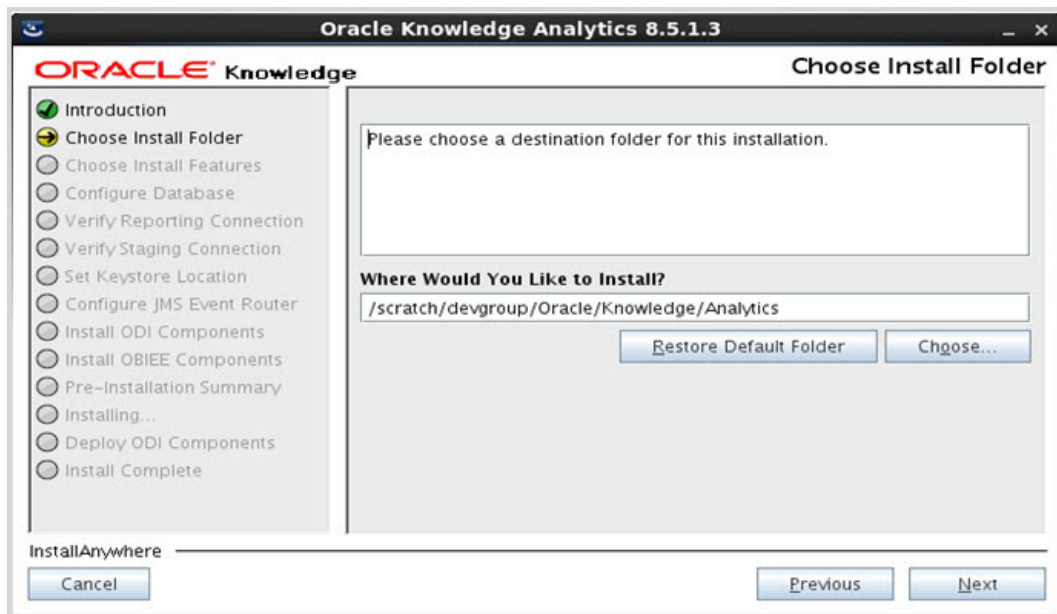 Oracle Knowledge Analytics 8.5.1.3
ORACLE Knowledge
Choose Install Folder
Introduction
Choose Install Folder
Choose Install Features
Configure Database
Verify Reporting Connection
Verify Staging Connection
Set Keystore Location
Configure JMS Event Router
Install ODI Components
Install OBIEE Components
Pre-Installation Summary
Installing...
Deploy ODI Components
Install Complete
Please choose a destination folder for this installation.
Where Would You Like to Install?
/scratch/devgroup/Oracle/Knowledge/Analytics
Restore Default Folder
Choose...
InstallAnywhere
Cancel
Previous
Next